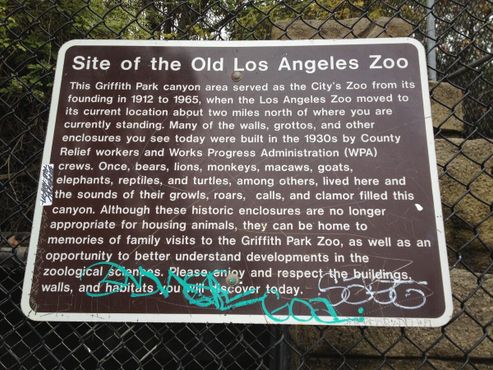 Site of the Old Los Angeles Zoo
This Griffith Park canyon area served as the City's Zoo from its
founding in 1912 to 1965, when the Los Angeles Zoo moved to
its current location about two miles north of where you are
currently standing. Many of the walls, grottos, and other
enclosures you see today were built in the 1930s by County
Relief workers and Works Progress Administration (WPA)
crews. Once, bears, lions, monkeys, macaws, goats,
elephants, reptiles, and turtles, among others, lived here and
the sounds of their growls, roars, calls, and clamor filled this
canyon. Although these historic enclosures are no longer
appropriate for housing animals, they can be home to
memories of family visits to the Griffith Park Zoo, as well as an
opportunity to better understand developments in the
zoological sciences. Please enjoy and respect the buildings,
walls, and habitats you will discover today.